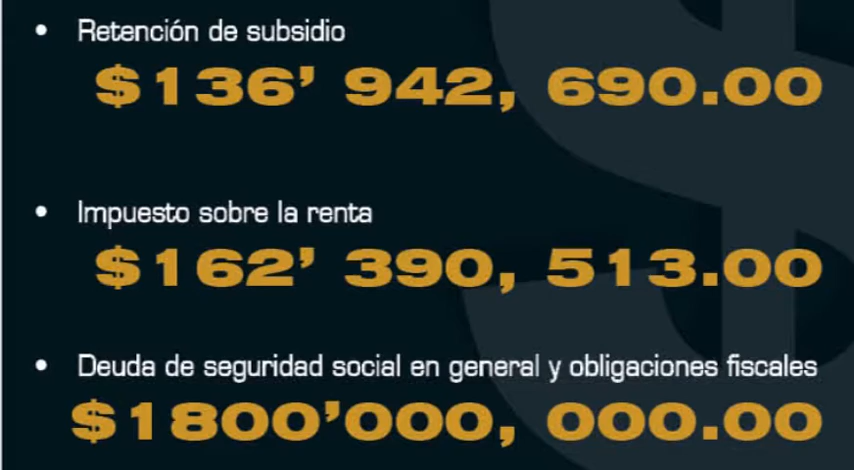 • Retención de subsidio
$136’ 942, 690.00
• Impuesto sobre la renta
$162’ 390, 513.00
• Deuda de seguridad social en general y obligaciones fiscales
$1800’000, 000.00